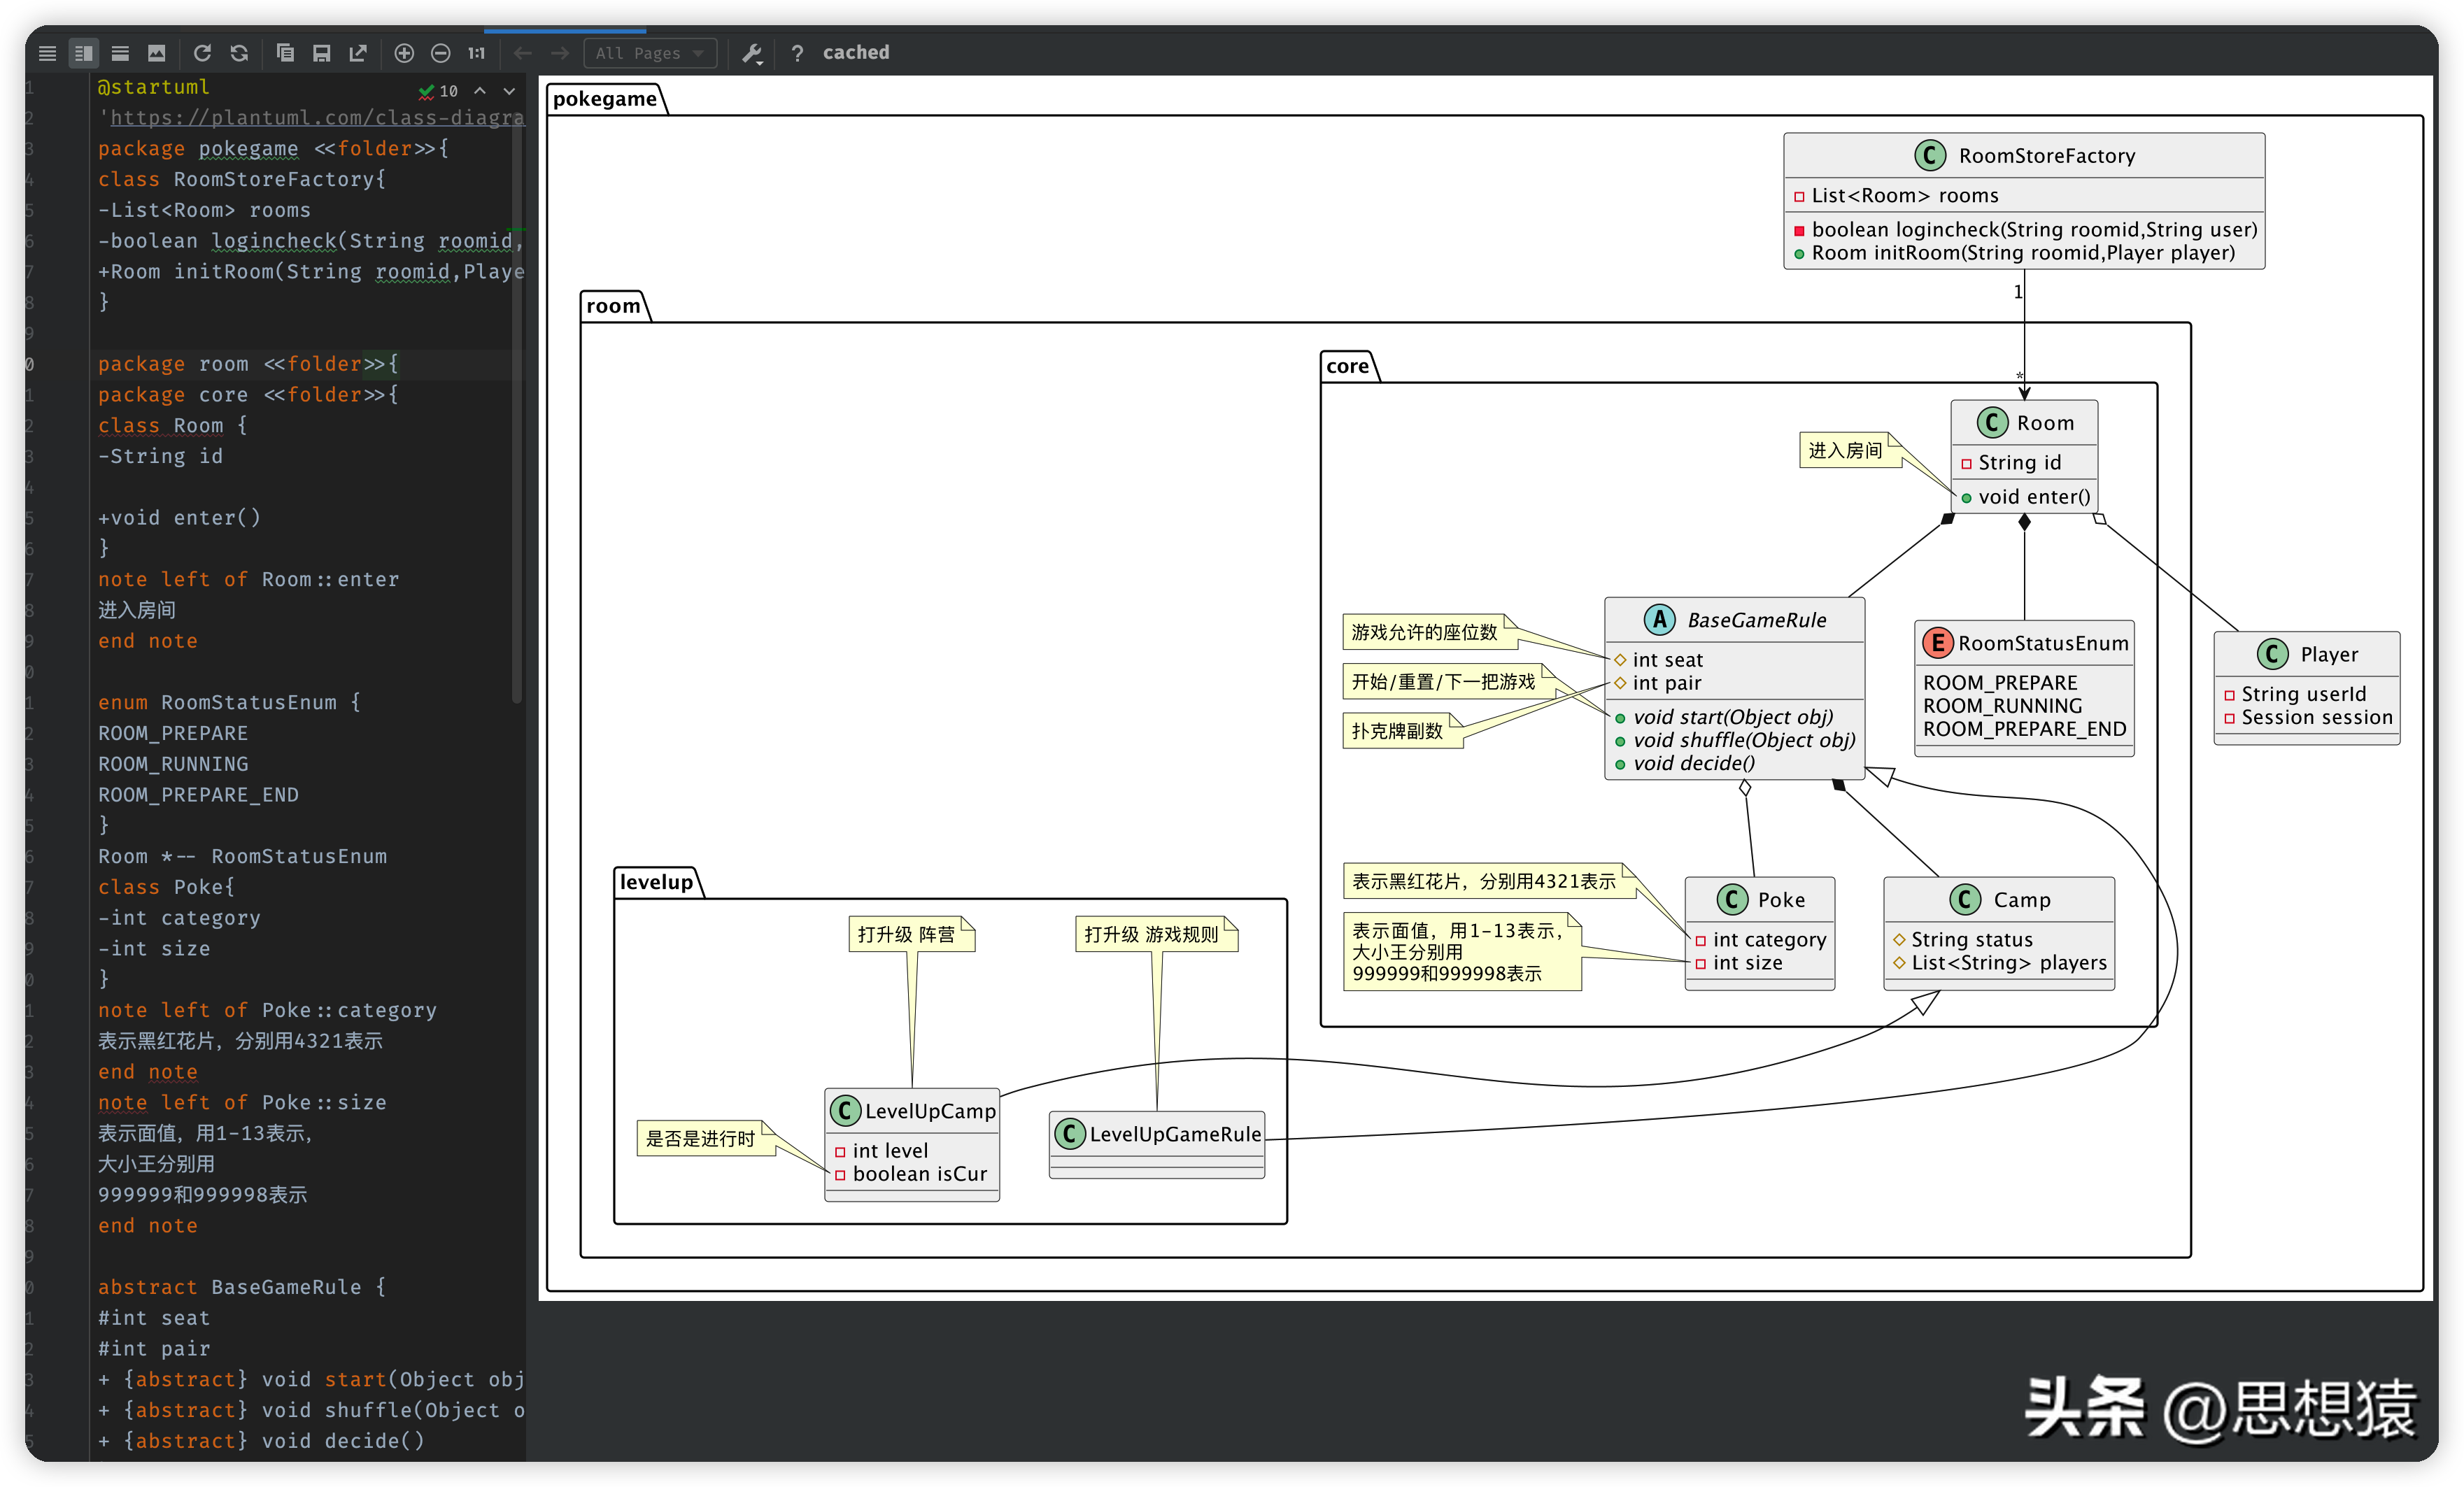 All Pages
? cached
10
@startuml
'https://plantuml.com/class-diagra
package pokegame <<folder>>{
class RoomStoreFactory{
-List<Room> rooms
-boolean logincheck(String roomid,
+Room initRoom(String roomid,Playe
}
package room <<folder>>{
package core <<folder>>{
class Room {
-String id
+void enter()
}
note left of Room::enter
进入房间
end note
enum RoomStatusEnum {
ROOM_PREPARE
ROOM_RUNNING
ROOM_PREPARE_END
}
Room *-- RoomStatusEnum
class Poke{
-int category
-int size
}
note left of Poke::category
表示黑红花片，分别用4321表示
end note
note left of Poke::size
表示面值，用1-13表示，
大小王分别用
999999和999998表示
end note
abstract BaseGameRule {
#int seat
#int pair
+ {abstract} void start(Object obj
+ {abstract} void shuffle(Object o
+ {abstract} void decide()
pokegame
C RoomStoreFactory
List<Room> rooms
boolean logincheck(String roomid,String user)
Room initRoom(String roomid,Player player)
1
*
room
core
C Room
String id
void enter()
进入房间
A BaseGameRule
int seat
int pair
void start(Object obj)
void shuffle(Object obj)
void decide()
游戏允许的座位数
开始/重置/下一把游戏
扑克牌副数
E RoomStatusEnum
ROOM_PREPARE
ROOM_RUNNING
ROOM_PREPARE_END
C Player
String userId
Session session
表示黑红花片，分别用4321表示
表示面值，用1-13表示，
大小王分别用
999999和999998表示
C Poke
int category
int size
C Camp
String status
List<String> players
levelup
打升级 阵营
打升级 游戏规则
是否是进行时
C LevelUpCamp
int level
boolean isCur
C LevelUpGameRule
头条 @思想猿